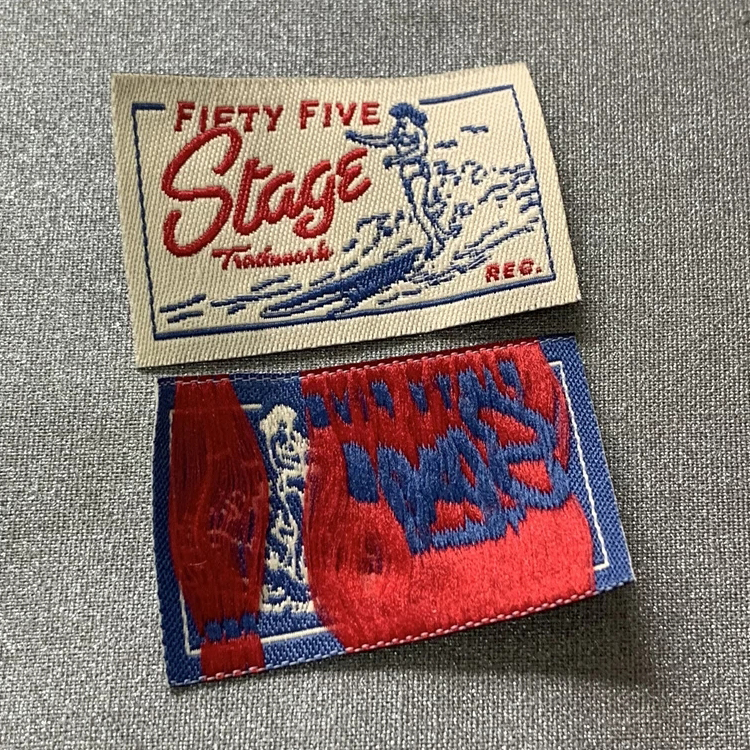 FIFTY FIVE
Stage
Trademark
REG.